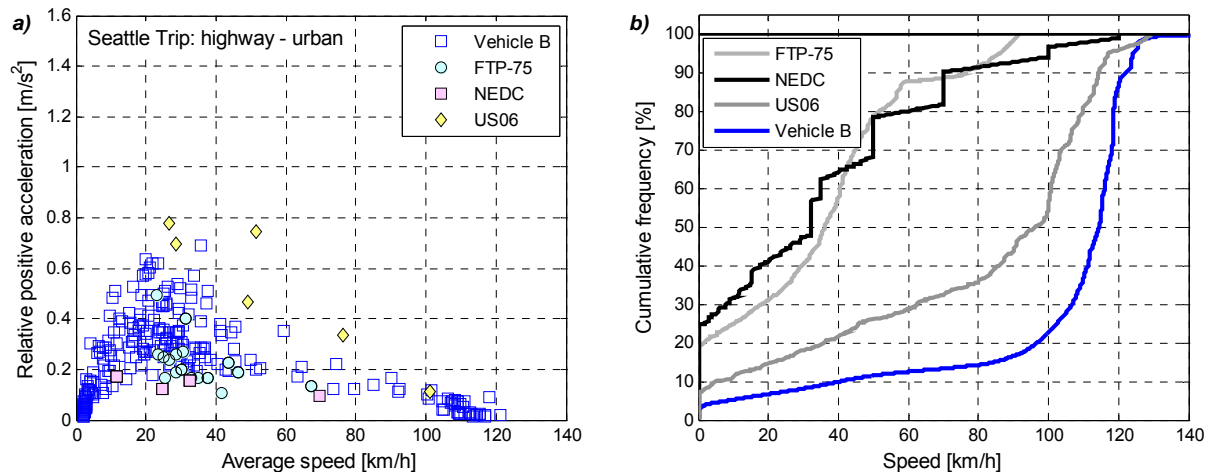 a)
Seattle Trip: highway - urban
Vehicle B
FTP-75
NEDC
US06
Relative positive acceleration [m/s²]
1.6
1.4
1.2
1
0.8
0.6
0.4
0.2
0
0 20 40 60 80 100 120 140
Average speed [km/h]
b)
FTP-75
NEDC
US06
Vehicle B
Cumulative frequency [%]
100
90
80
70
60
50
40
30
20
10
0
0 20 40 60 80 100 120 140
Speed [km/h]